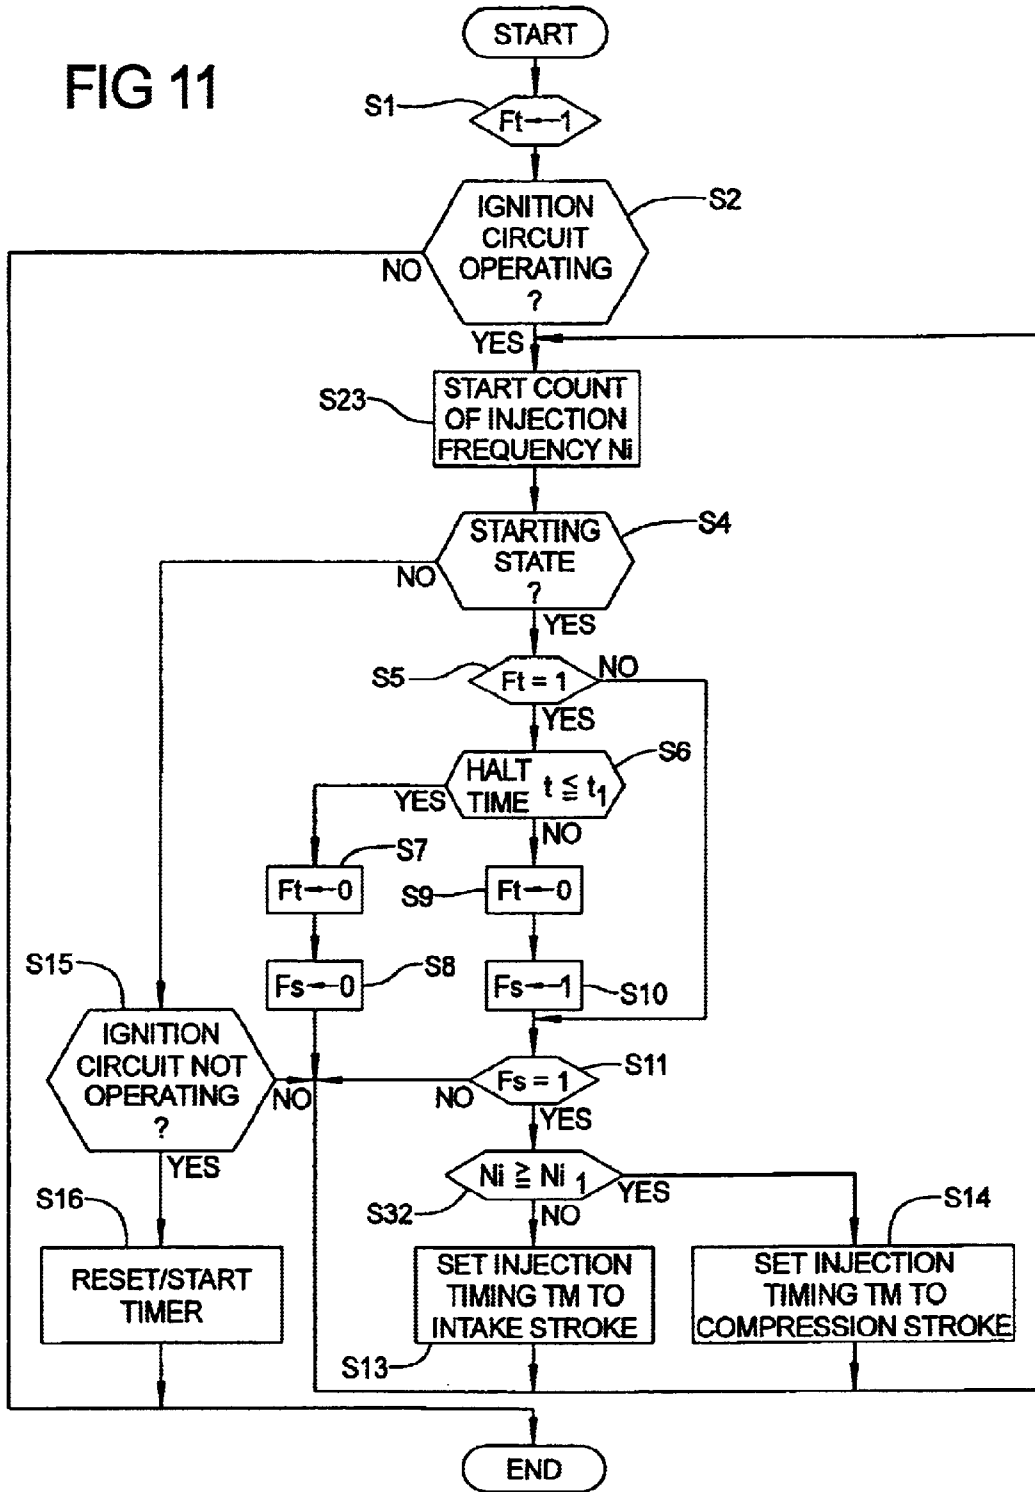 START
FIG 11
S1
Ft←1
IGNITION
CIRCUIT
OPERATING
?
S2
NO
YES
START COUNT
OF INJECTION
FREQUENCY Ni
S23
STARTING
STATE
?
S4
NO
YES
S5
Ft = 1
NO
YES
HALT
TIME t ≦ t1
S6
YES
NO
S7
Ft←0
S9
Ft←0
Fs←0
S8
Fs←1
S10
S15
IGNITION
CIRCUIT NOT
OPERATING
?
NO
YES
Fs = 1
S11
NO
YES
Ni ≧ Ni 1
S32
YES
NO
S16
RESET/START
TIMER
SET INJECTION
TIMING TM TO
INTAKE STROKE
S13
S14
SET INJECTION
TIMING TM TO
COMPRESSION STROKE
END